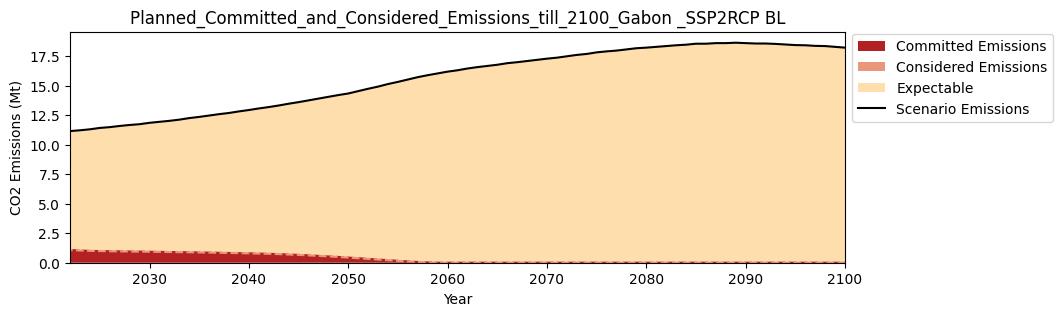 Planned_Committed_and_Considered_Emissions_till_2100_Gabon _SSP2RCP BL
CO2 Emissions (Mt)
17.5
15.0
12.5
10.0
7.5
5.0
2.5
0.0
2030 2040 2050 2060 2070 2080 2090 2100
Year
Committed Emissions
Considered Emissions
Expectable
Scenario Emissions